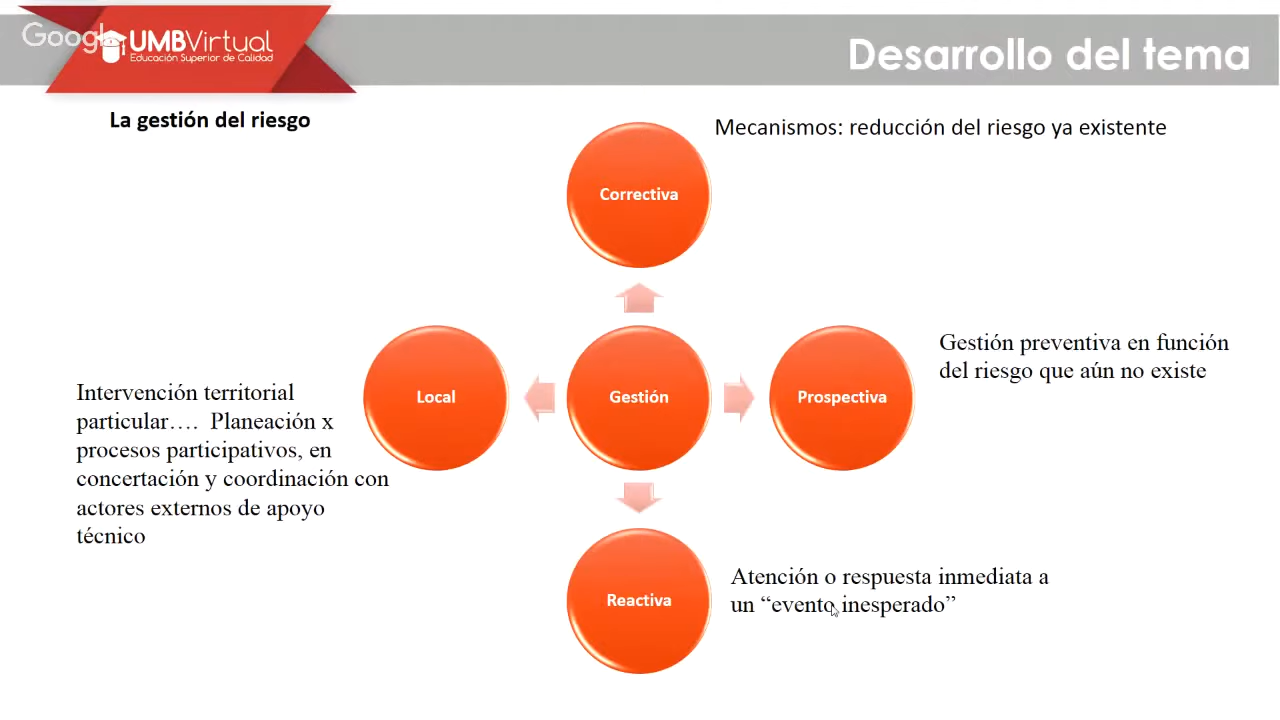 Google
UMBVirtual
Educación Superior de Calidad
Desarrollo del tema
La gestión del riesgo
Mecanismos: reducción del riesgo ya existente
Correctiva
Gestión preventiva en función
del riesgo que aún no existe
Local
Gestión
Prospectiva
Intervención territorial
particular…. Planeación x
procesos participativos, en
concertación y coordinación con
actores externos de apoyo
técnico
Reactiva
Atención o respuesta inmediata a
un “evento inesperado”